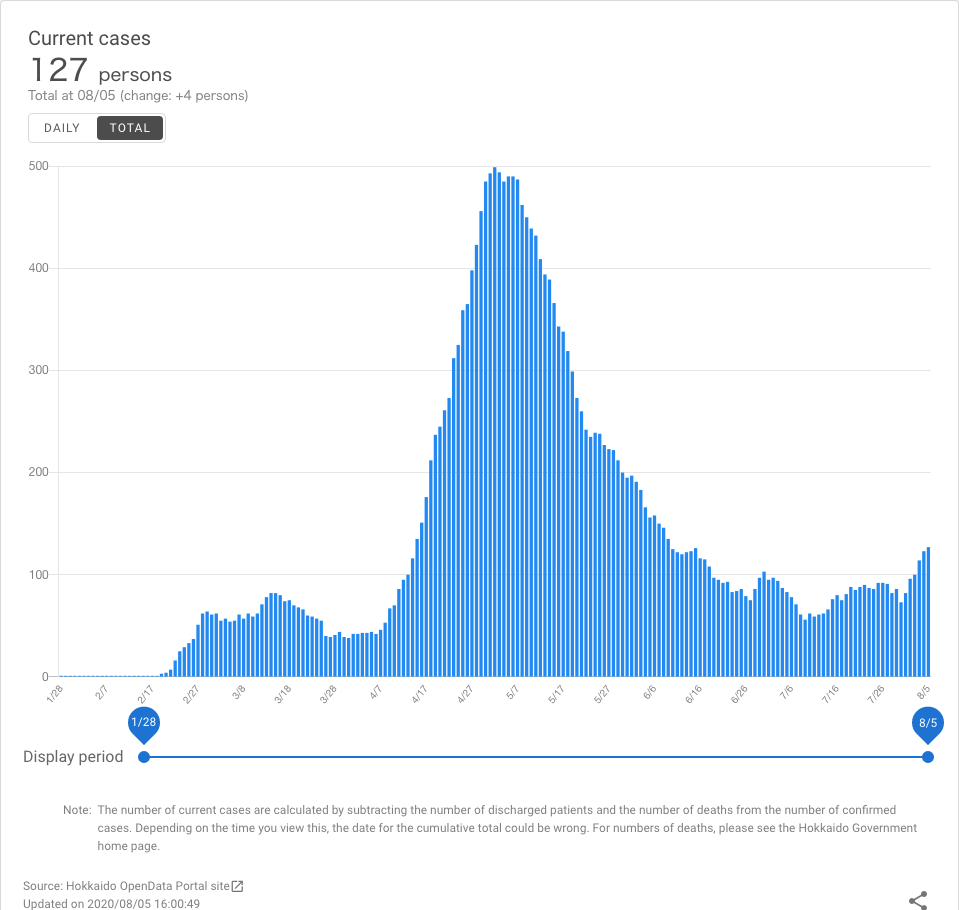 Current cases
127 persons
Total at 08/05 (change: +4 persons)
DAILY TOTAL
500
400
300
200
100
0
1/28 2/7 2/17 2/27 3/8 3/18 3/28 4/7 4/17 4/27 5/7 5/17 5/27 6/6 6/16 6/26 7/6 7/16 7/26 8/5
1/28 8/5
Display period
Note: The number of current cases are calculated by subtracting the number of discharged patients and the number of deaths from the number of confirmed
cases. Depending on the time you view this, the date for the cumulative total could be wrong. For numbers of deaths, please see the Hokkaido Government
home page.
Source: Hokkaido OpenData Portal site
Updated on 2020/08/05 16:00:49